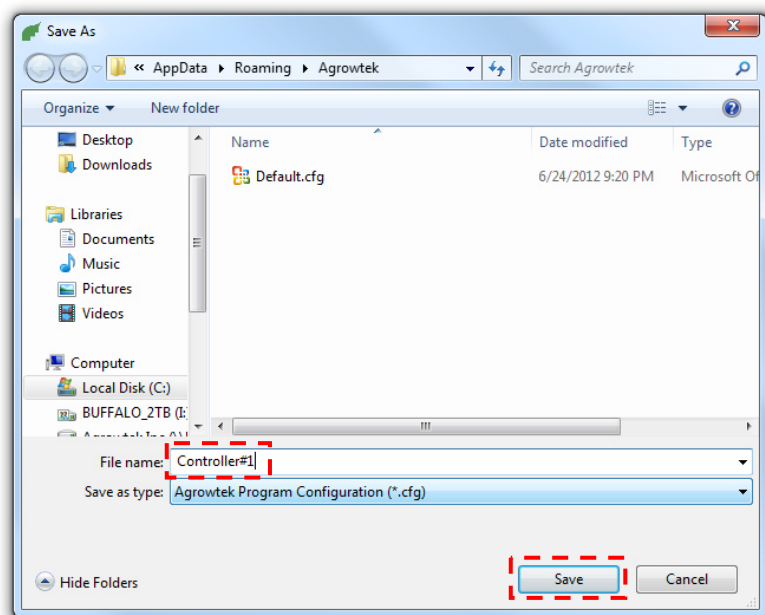 Save As
« AppData ▸ Roaming ▸ Agrowtek
Search Agrowtek
Organize
New folder
Name
Date modified
Type
Desktop
Downloads
Default.cfg
6/24/2012 9:20 PM
Microsoft Of
Libraries
Documents
Music
Pictures
Videos
Computer
Local Disk (C:)
BUFFALO_2TB (I:
File name:
Controller#1
Save as type:
Agrowtek Program Configuration (*.cfg)
Hide Folders
Save
Cancel